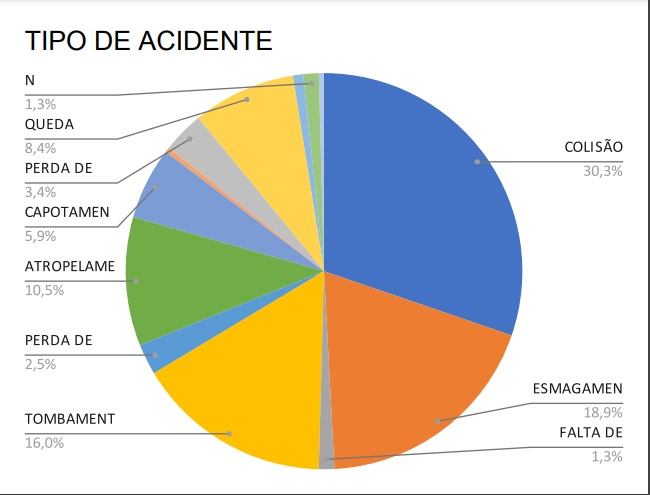 TIPO DE ACIDENTE
N
1,3%
QUEDA
8,4%
PERDA DE
3,4%
CAPOTAMEN
5,9%
ATROPELAME
10,5%
PERDA DE
2,5%
TOMBAMENT
16,0%
COLISÃO
30,3%
ESMAGAMEN
18,9%
FALTA DE
1,3%